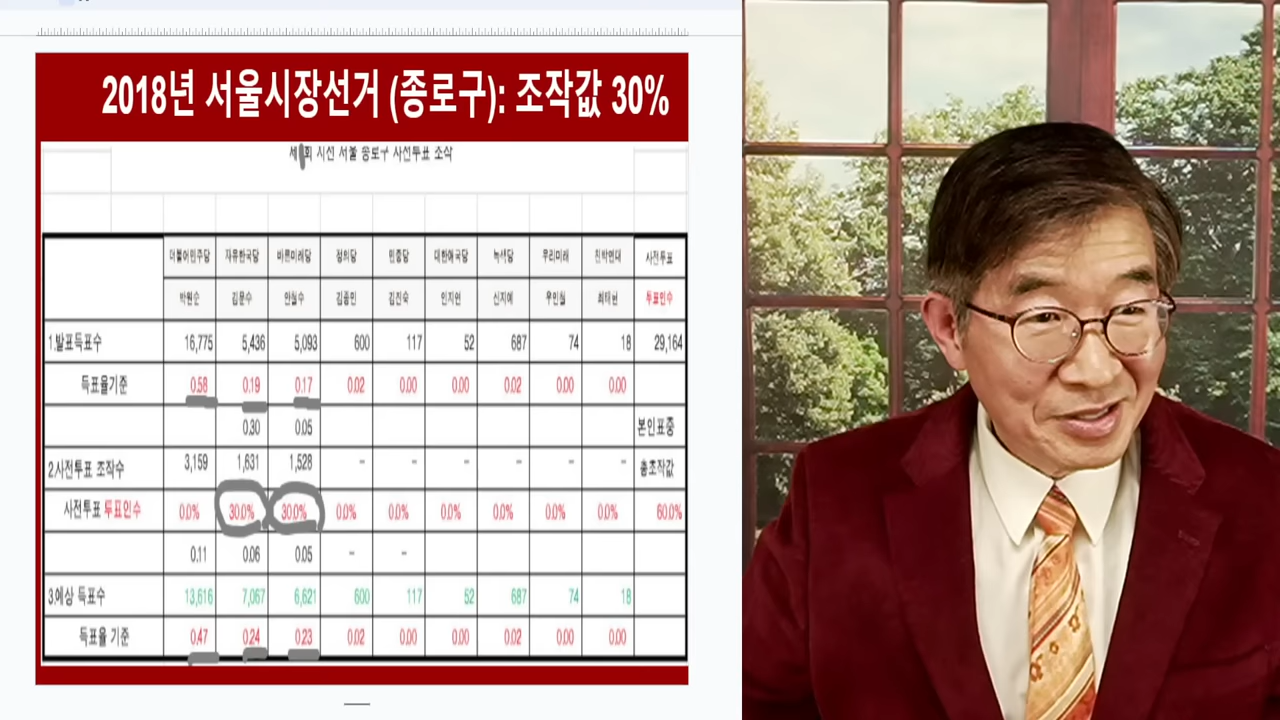 2018년 서울시장선거 (종로구): 조작값 30%
회 시선 서울 종로구 사선투표 조삭
더불어민주당 자유한국당 바른미래당 정의당 민중당 대한애국당 녹색당 우리미래 친박연대 사전투표
박원순 김문수 안철수 김종민 김진숙 인지연 신지예 우인철 최태현 투표인수
1.발표득표수 16,775 5,436 5,093 600 117 52 687 74 18 29,164
득표율기준 0.58 0.19 0.17 0.02 0.00 0.00 0.02 0.00 0.00
0.30 0.05 본인표중
2.사전투표 조작수 3,159 1,631 1,528 - - - - - - 총조작값
사전투표 투표인수 0.0% 30.0% 30.0% 0.0% 0.0% 0.0% 0.0% 0.0% 0.0% 60.0%
0.11 0.06 0.05 - -
3.예상 득표수 13,616 7,067 6,621 600 117 52 687 74 18
득표율 기준 0.47 0.24 0.23 0.02 0.00 0.00 0.02 0.00 0.00